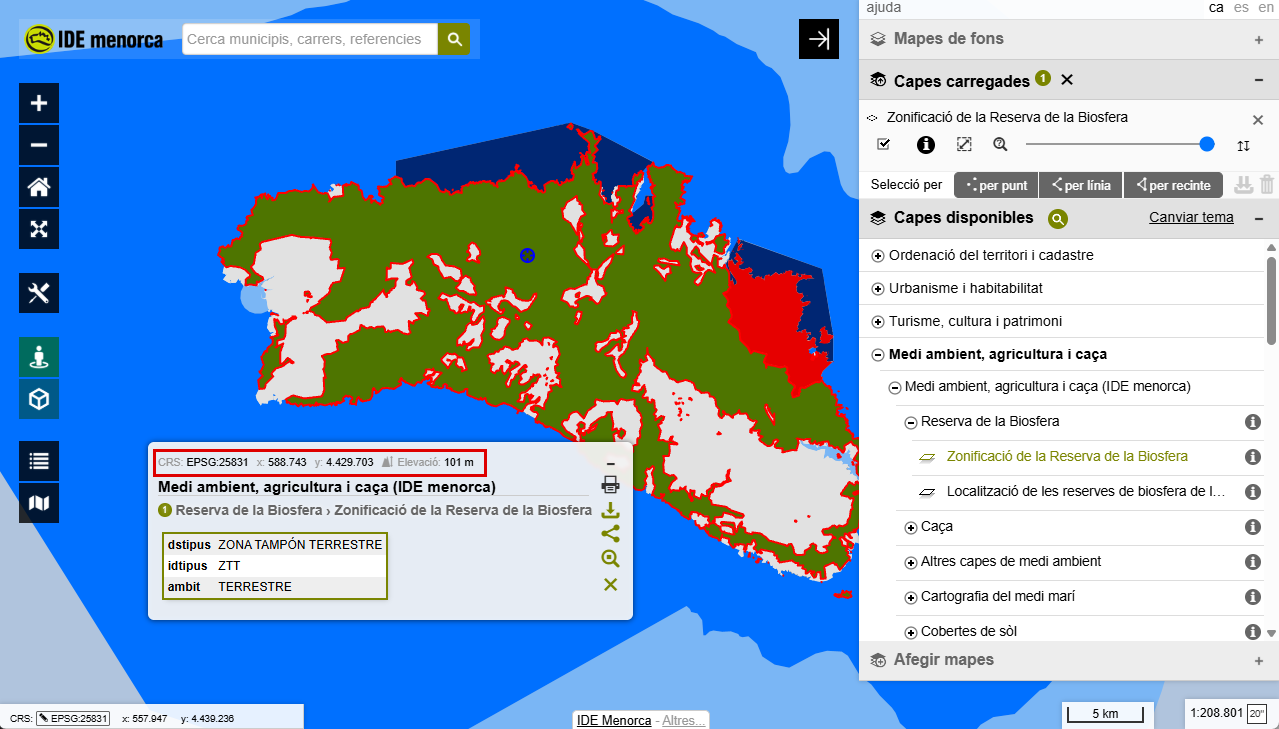 IDE menorca
Cerca municipis, carrers, referencies
CRS: EPSG:25831 x: 588.743 y: 4.429.703 Elevació: 101 m
Medi ambient, agricultura i caça (IDE menorca)
1 Reserva de la Biosfera › Zonificació de la Reserva de la Biosfera
dstipus ZONA TAMPÓN TERRESTRE
idtipus ZTT
ambit TERRESTRE
CRS: EPSG:25831 x: 557.947 y: 4.439.236
IDE Menorca - Altres...
5 km
1:208.801 20"
ajuda
ca es en
Mapes de fons
Capes carregades 1
Zonificació de la Reserva de la Biosfera
Selecció per per punt per línia per recinte
Capes disponibles Canviar tema
Ordenació del territori i cadastre
Urbanisme i habitabilitat
Turisme, cultura i patrimoni
Medi ambient, agricultura i caça
Medi ambient, agricultura i caça (IDE menorca)
Reserva de la Biosfera
Zonificació de la Reserva de la Biosfera
Localització de les reserves de biosfera de l...
Caça
Altres capes de medi ambient
Cartografia del medi marí
Cobertes de sòl
Afegir mapes